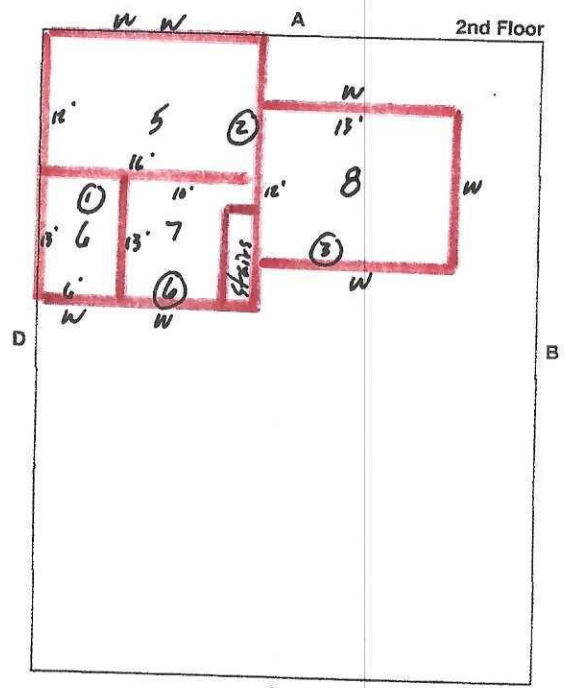 W W A 2nd Floor
W
12' 5 ② 13'
16'
① 10' 12' 8 W
13' 6 13' 7
Stairs ③
6' ⑥ W
W W
D B